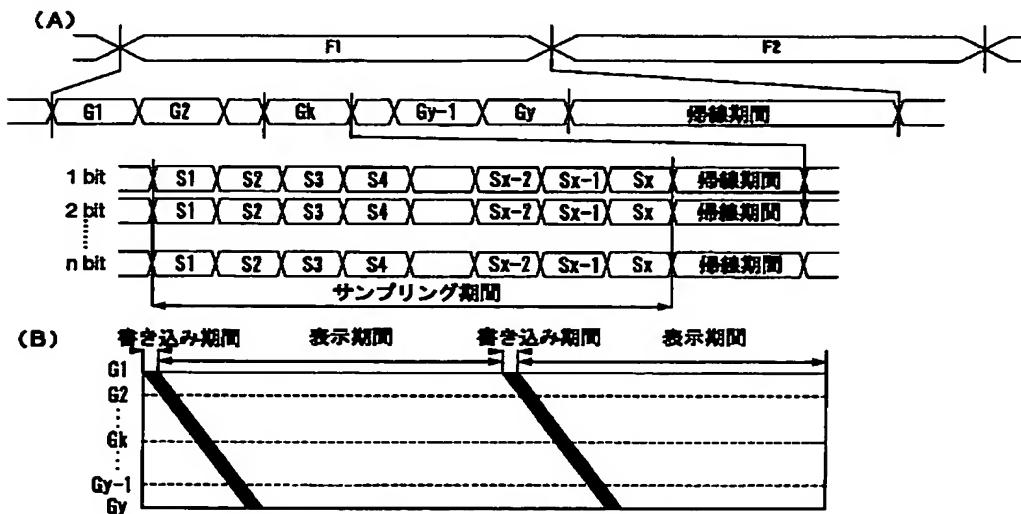 (A)
F1 F2
G1 G2 Gk Gy-1 Gy 帰線期間
1 bit S1 S2 S3 S4 Sx-2 Sx-1 Sx 帰線期間
2 bit S1 S2 S3 S4 Sx-2 Sx-1 Sx 帰線期間
n bit S1 S2 S3 S4 Sx-2 Sx-1 Sx 帰線期間
サンプリング期間
(B) 書き込み期間 表示期間 書き込み期間 表示期間
G1
G2
Gk
Gy-1
Gy